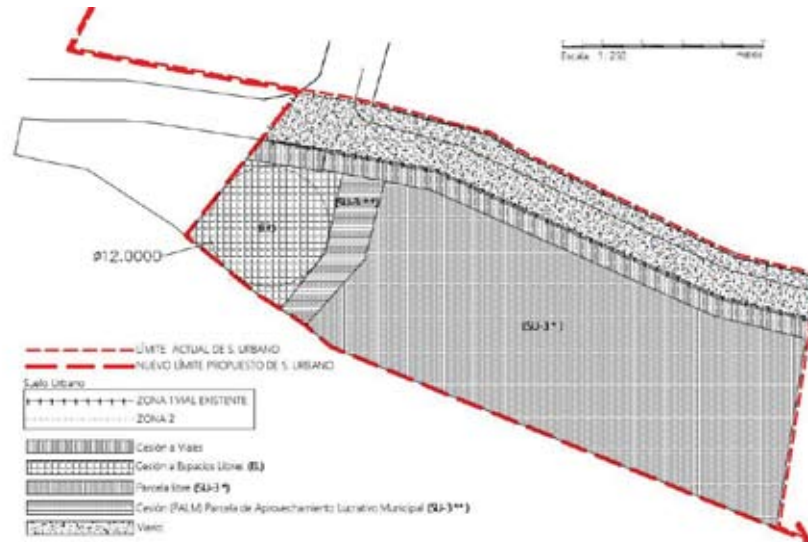 Escala 1: 250 metros
(SU-3**)
(EL)
Ø12.0000
(SU-3*)
LÍMITE ACTUAL DE S. URBANO
NUEVO LÍMITE PROPUESTO DE S. URBANO
Suelo Urbano
ZONA 1 VIAL EXISTENTE
ZONA 2
Cesión a Viales
Cesión a Espacios Libres (EL)
Parcela libre (SU-3*)
Cesión (PALM) Parcela de Aprovechamiento Lucrativo Municipal (SU-3**)
Viario